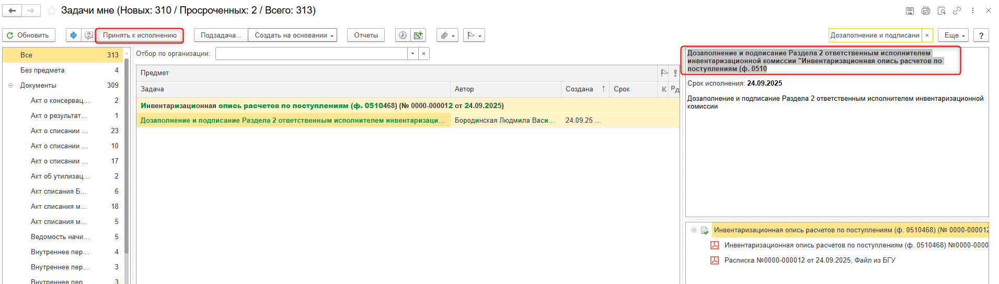 Задачи мне (Новых: 310 / Просроченных: 2 / Всего: 313)
Обновить
Принять к исполнению
Подзадача...
Создать на основании
Отчеты
Дозаполнение и подписани
×
Еще
?
Все 313
Без предмета 4
Документы 309
Акт о консервац... 2
Акт о результат... 1
Акт о списании ... 23
Акт о списании ... 10
Акт о списании ... 17
Акт об утилизац... 2
Акт списания Б... 6
Акт списания м... 18
Акт списания м... 5
Ведомость начи... 5
Внутреннее пер... 4
Внутреннее пер... 3
Внутреннее пер... 3
Отбор по организации:
×
Предмет
Задача Автор Создана ↑ Срок К РД
Инвентаризационная опись расчетов по поступлениям (ф. 0510468) (№ 0000-000012 от 24.09.2025)
Дозаполнение и подписание Раздела 2 ответственным исполнителем инвентаризаци... Бородинская Людмила Васи... 24.09.25 ...
Дозаполнение и подписание Раздела 2 ответственным исполнителем
инвентаризационной комиссии "Инвентаризационная опись расчетов по
поступлениям (ф. 0510
Срок исполнения: 24.09.2025
Дозаполнение и подписание Раздела 2 ответственным исполнителем инвентаризационной
комиссии
Инвентаризационная опись расчетов по поступлениям (ф. 0510468) (№ 0000-000012
Инвентаризационная опись расчетов по поступлениям (ф. 0510468) №0000-0000
Расписка №0000-000012 от 24.09.2025, Файл из БГУ